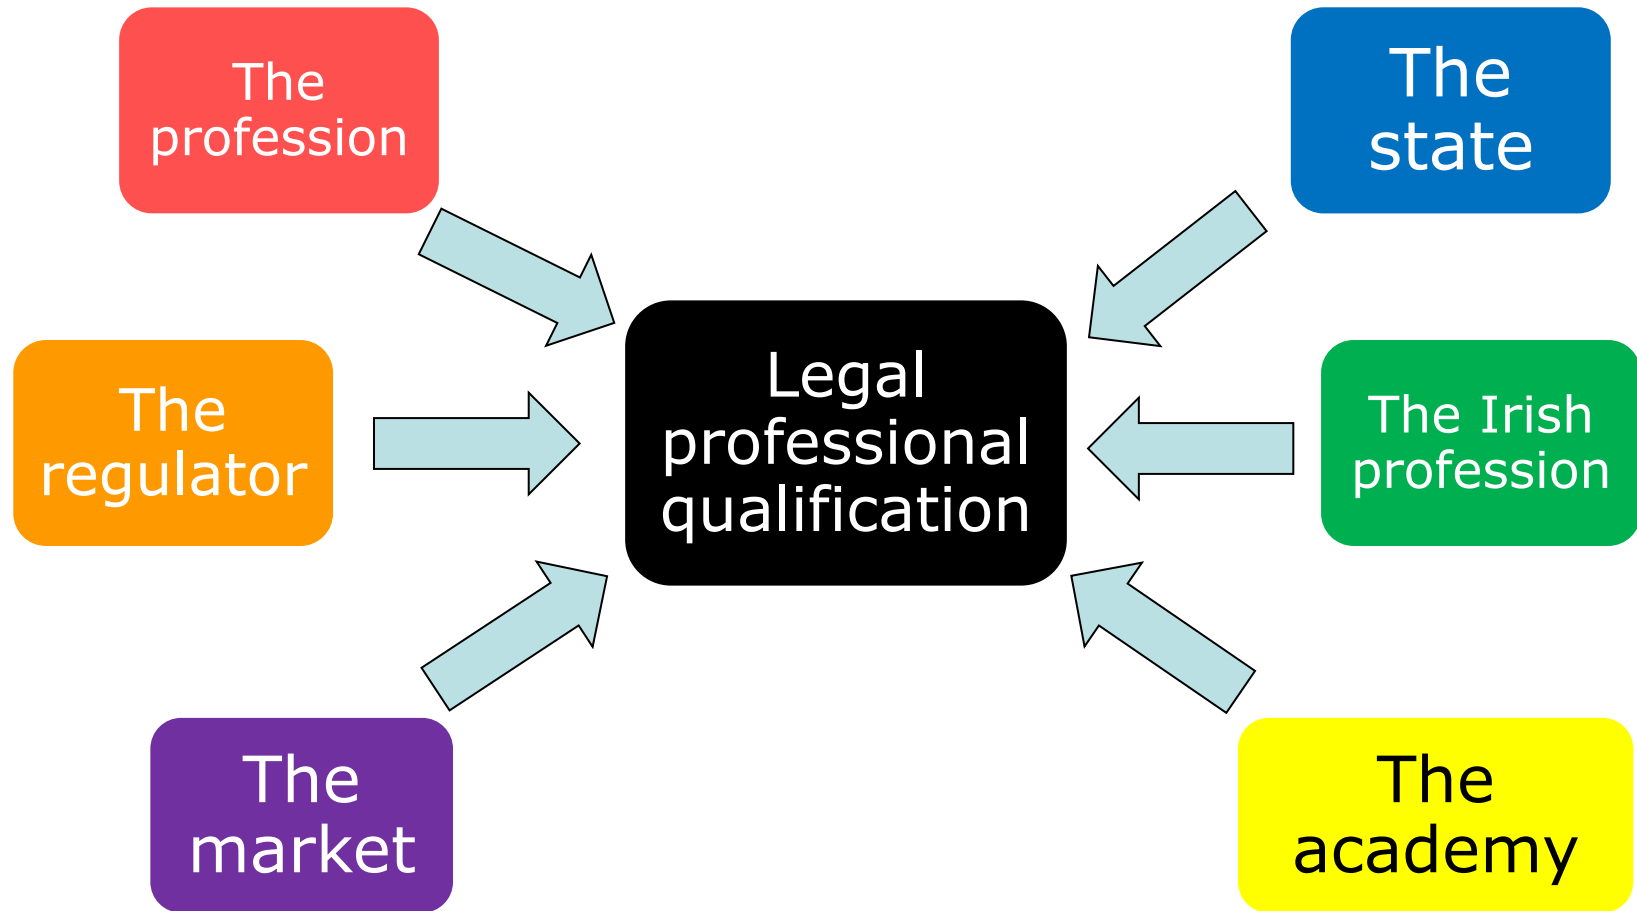 The
profession
The
state
Legal
professional
qualification
The
regulator
The Irish
profession
The
market
The
academy